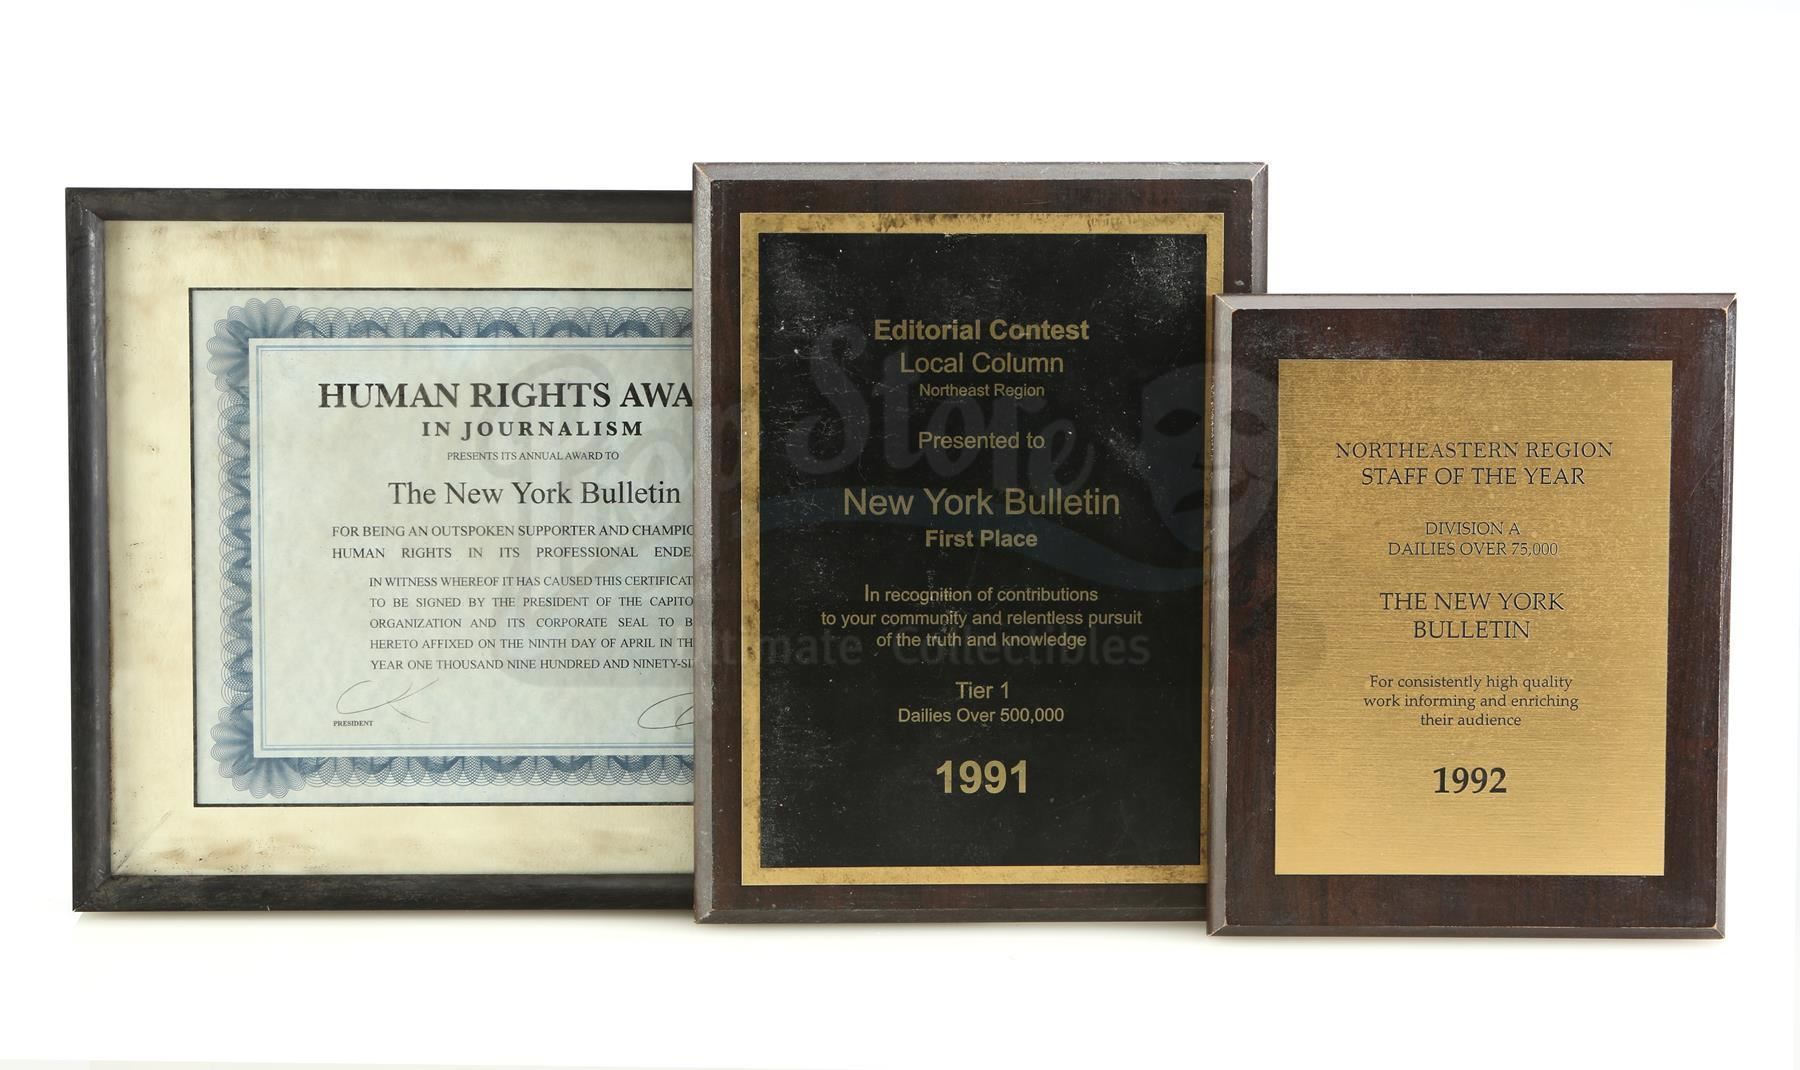 HUMAN RIGHTS AWA
IN JOURNALISM
PRESENTS ITS ANNUAL AWARD TO
The New York Bulletin
FOR BEING AN OUTSPOKEN SUPPORTER AND CHAMPIO
HUMAN RIGHTS IN ITS PROFESSIONAL ENDE
IN WITNESS WHEREOF IT HAS CAUSED THIS CERTIFICAT
TO BE SIGNED BY THE PRESIDENT OF THE CAPITO
ORGANIZATION AND ITS CORPORATE SEAL TO B
HERETO AFFIXED ON THE NINTH DAY OF APRIL IN TH
YEAR ONE THOUSAND NINE HUNDRED AND NINETY-SI
PRESIDENT
Editorial Contest
Local Column
Northeast Region
Presented to
New York Bulletin
First Place
In recognition of contributions
to your community and relentless pursuit
of the truth and knowledge
Tier 1
Dailies Over 500,000
1991
NORTHEASTERN REGION
STAFF OF THE YEAR
DIVISION A
DAILIES OVER 75,000
THE NEW YORK
BULLETIN
For consistently high quality
work informing and enriching
their audience
1992
Prop Store
Ultimate Collectibles